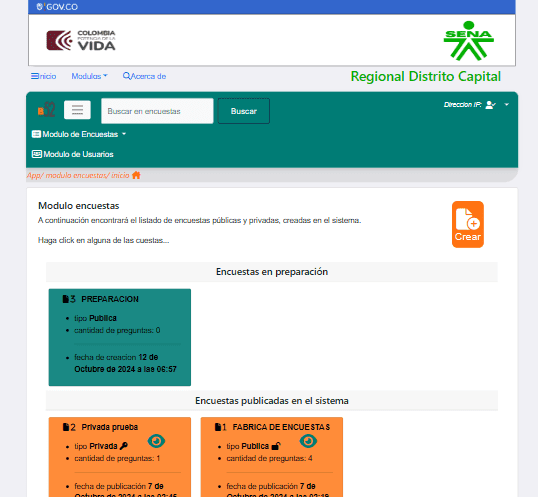 GOV.CO
COLOMBIA
POTENCIA DE LA
VIDA
SENA
Inicio Modulos Acerca de
Regional Distrito Capital
Buscar en encuestas Buscar
Direccion IP:
Modulo de Encuestas
Modulo de Usuarios
App/ modulo encuestas/ inicio
Modulo encuestas
A continuación encontrará el listado de encuestas públicas y privadas, creadas en el sistema.
Haga click en alguna de las cuestas...
Crear
Encuestas en preparación
3 PREPARACION
tipo Publica
cantidad de preguntas: 0
fecha de creacion 12 de
Octubre de 2024 a las 06:57
Encuestas publicadas en el sistema
2 Privada prueba
tipo Privada
cantidad de preguntas: 1
fecha de publicación 7 de
Octubre de 2024 a las 02:45
1 FABRICA DE ENCUESTAS
tipo Publica
cantidad de preguntas: 4
fecha de publicación 7 de
Octubre de 2024 a las